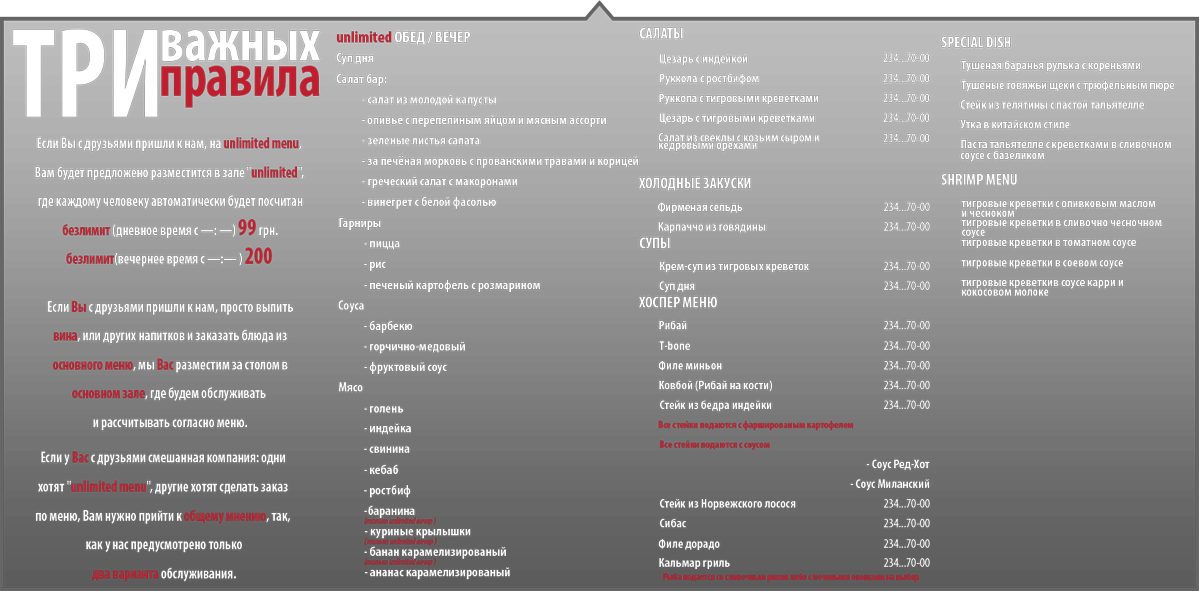 ТРИ важных
правила
Если Вы с друзьями пришли к нам, на unlimited menu,
Вам будет предложено разместится в зале "unlimited",
где каждому человеку автоматически будет посчитан
безлимит (дневное время с —: —) 99 грн.
безлимит(вечернее время с —:— ) 200
Если Вы с друзьями пришли к нам, просто выпить
вина, или других напитков и заказать блюда из
основного меню, мы Вас разместим за столом в
основном зале, где будем обслуживать
и рассчитывать согласно меню.
Если у Вас с друзьями смешанная компания: одни
хотят "unlimited menu", другие хотят сделать заказ
по меню, Вам нужно прийти к общему мнению, так,
как у нас предусмотрено только
два варианта обслуживания.
unlimited ОБЕД / ВЕЧЕР
Суп дня
Салат бар:
- салат из молодой капусты
- оливье с перепелиным яйцом и мясным ассорти
- зеленые листья салата
- за печёная морковь с прованскими травами и корицей
- греческий салат с макоронами
- винегрет с белой фасолью
Гарниры
- пицца
- рис
- печеный картофель с розмарином
Соуса
- барбекю
- горчично-медовый
- фруктовый соус
Мясо
- голень
- индейка
- свинина
- кебаб
- ростбиф
-баранина
(только unlimited вечер )
- куриные крылышки
(только unlimited вечер )
- банан карамелизированый
(только unlimited вечер )
- ананас карамелизированый
САЛАТЫ
Цезарь с индейкой 234...70-00
Руккола с ростбифом 234...70-00
Руккола с тигровыми креветками 234...70-00
Цезарь с тигровыми креветками 234...70-00
Салат из свеклы с козьим сыром и 234...70-00
кедровыми орехами
ХОЛОДНЫЕ ЗАКУСКИ
Фирменая сельдь 234...70-00
Карпаччо из говядины 234...70-00
СУПЫ
Крем-суп из тигровых креветок 234...70-00
Суп дня 234...70-00
ХОСПЕР МЕНЮ
Рибай 234...70-00
T-bone 234...70-00
Филе миньон 234...70-00
Ковбой (Рибай на кости) 234...70-00
Стейк из бедра индейки 234...70-00
Все стейки подаются с фаршированым картофелем
Все стейки подаются с соусом
- Соус Ред-Хот
- Соус Миланский
Стейк из Норвежского лосося 234...70-00
Сибас 234...70-00
Филе дорадо 234...70-00
Кальмар гриль 234...70-00
Рыба подаётся со
SPECIAL DISH
Тушеная баранья рулька с кореньями
Тушеные говяжьи щеки с трюфельным пюре
Стейк из телятины с пастой тальятелле
Утка в китайском стиле
Паста тальятелле с креветками в сливочном
соусе с базеликом
SHRIMP MENU
тигровые креветки с оливковым маслом
и чесноком
тигровые креветки в сливочно чесночном
соусе
тигровые креветки в томатном соусе
тигровые креветки в соевом соусе
тигровые креветкив соусе карри и
кокосовом молоке